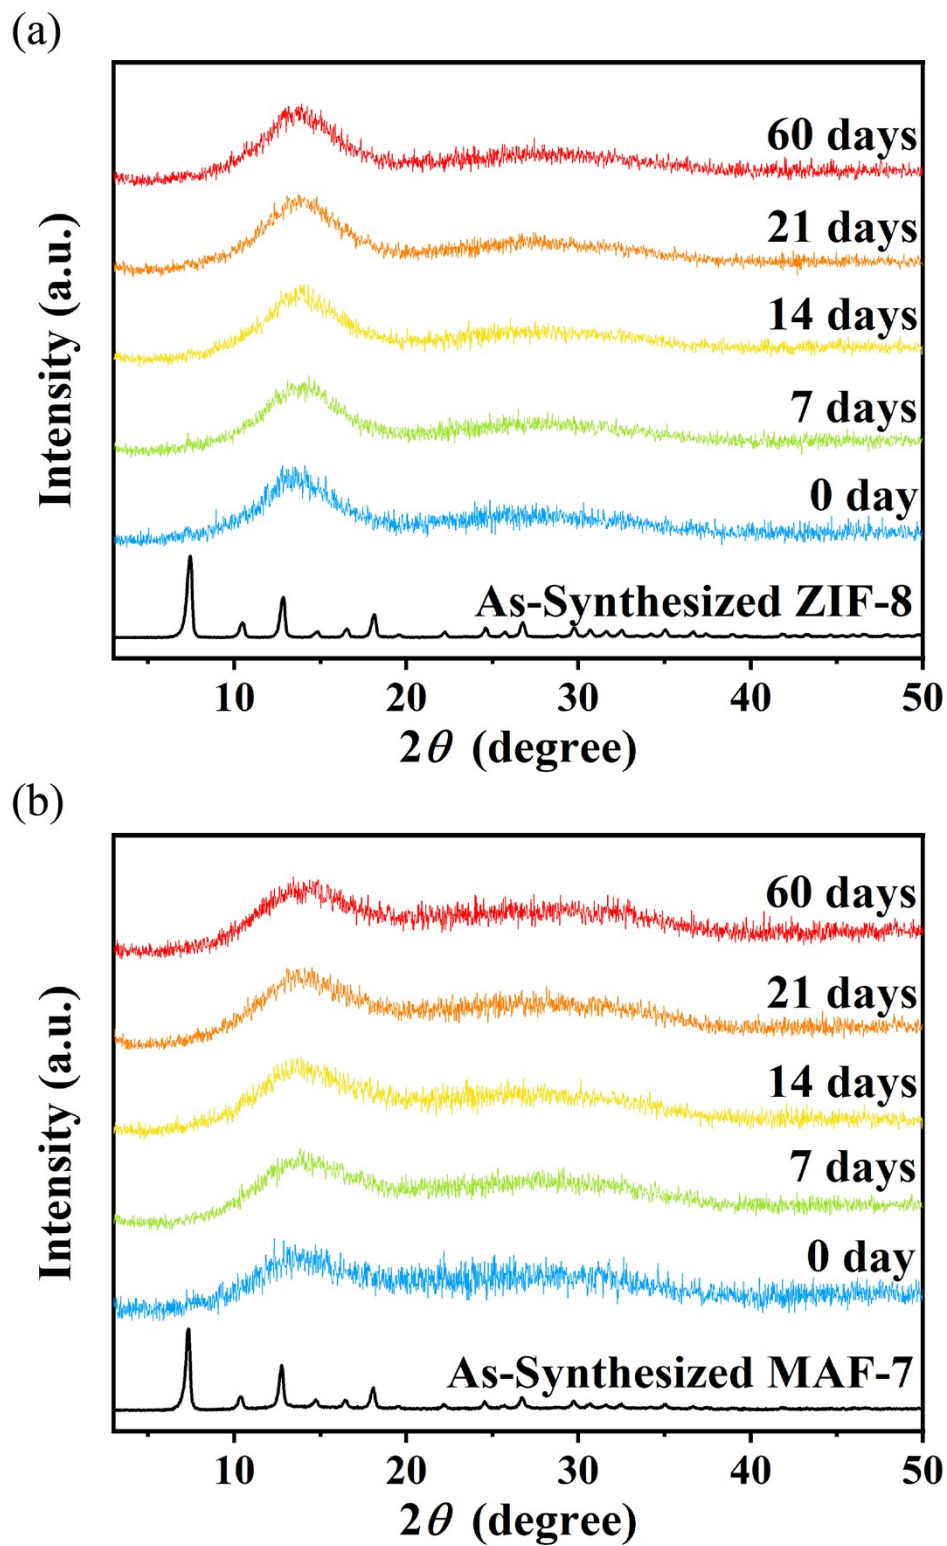 (a)
60 days
21 days
14 days
7 days
0 day
As-Synthesized ZIF-8
Intensity (a.u.)
10 20 30 40 50
2θ (degree)
(b)
60 days
21 days
14 days
7 days
0 day
As-Synthesized MAF-7
Intensity (a.u.)
10 20 30 40 50
2θ (degree)